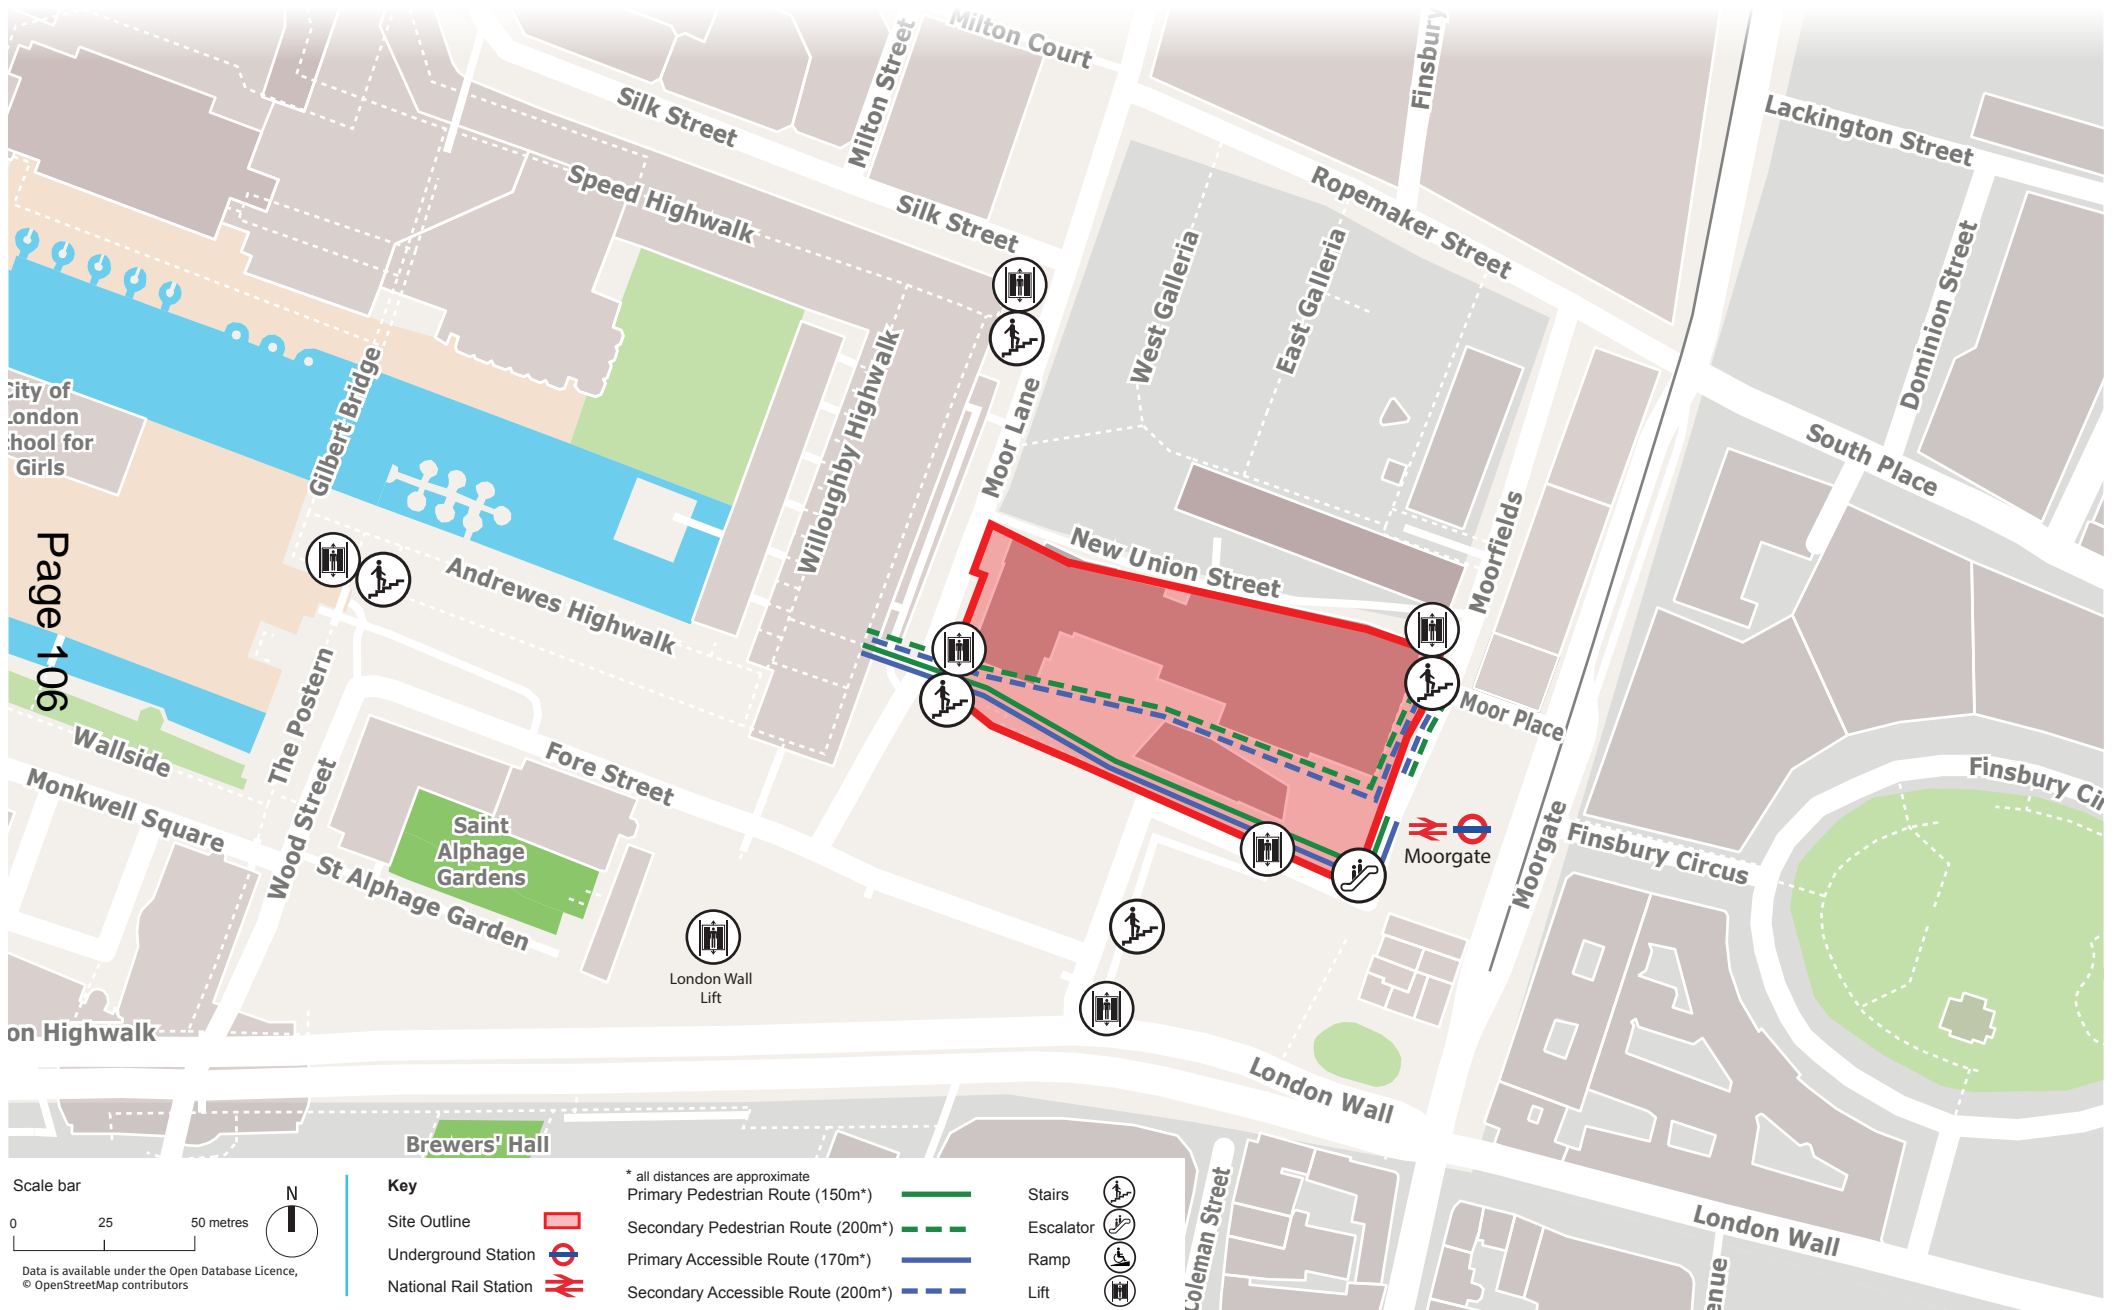 Milton Court
Milton Street
Finsbury
Silk Street
Lackington Street
Speed Highwalk
Silk Street
Ropemaker Street
West Galleria
East Galleria
Dominion Street
City of
London
School for
Girls
Gilbert Bridge
Willoughby Highwalk
Moor Lane
South Place
Moorfields
New Union Street
Andrewes Highwalk
Page 106
The Postern
Moor Place
Wallside
Fore Street
Monkwell Square
Wood Street
Saint
Alphage
Gardens
St Alphage Garden
Moorgate
Moorgate
Finsbury Circus
Finsbury Cir
London Wall
Lift
on Highwalk
London Wall
Brewers' Hall
Coleman Street
London Wall
enue
Scale bar
0 25 50 metres
N
Data is available under the Open Database Licence,
© OpenStreetMap contributors
Key
Site Outline
Underground Station
National Rail Station
* all distances are approximate
Primary Pedestrian Route (150m*)
Secondary Pedestrian Route (200m*)
Primary Accessible Route (170m*)
Secondary Accessible Route (200m*)
Stairs
Escalator
Ramp
Lift